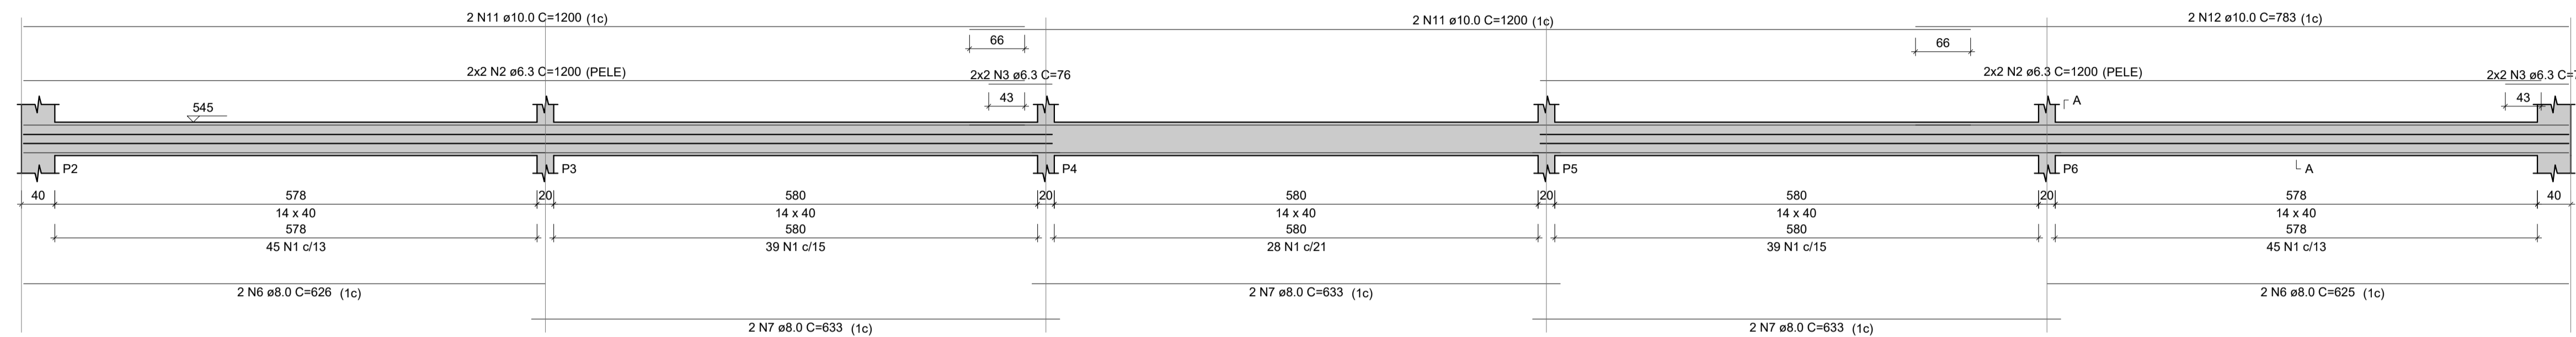 2 N11 ø10.0 C=1200 (1c)
2 N11 ø10.0 C=1200 (1c)
2 N12 ø10.0 C=783 (1c)
66
66
2x2 N2 ø6.3 C=1200 (PELE)
2x2 N3 ø6.3 C=76
2x2 N2 ø6.3 C=1200 (PELE)
2x2 N3 ø6.3 C=
43
43
545
A
P2
P3
P4
P5
P6
A
40
578
20
580
20
580
20
580
20
578
40
14 x 40
14 x 40
14 x 40
14 x 40
14 x 40
578
580
580
580
578
45 N1 c/13
39 N1 c/15
28 N1 c/21
39 N1 c/15
45 N1 c/13
2 N6 ø8.0 C=626 (1c)
2 N7 ø8.0 C=633 (1c)
2 N6 ø8.0 C=625 (1c)
2 N7 ø8.0 C=633 (1c)
2 N7 ø8.0 C=633 (1c)